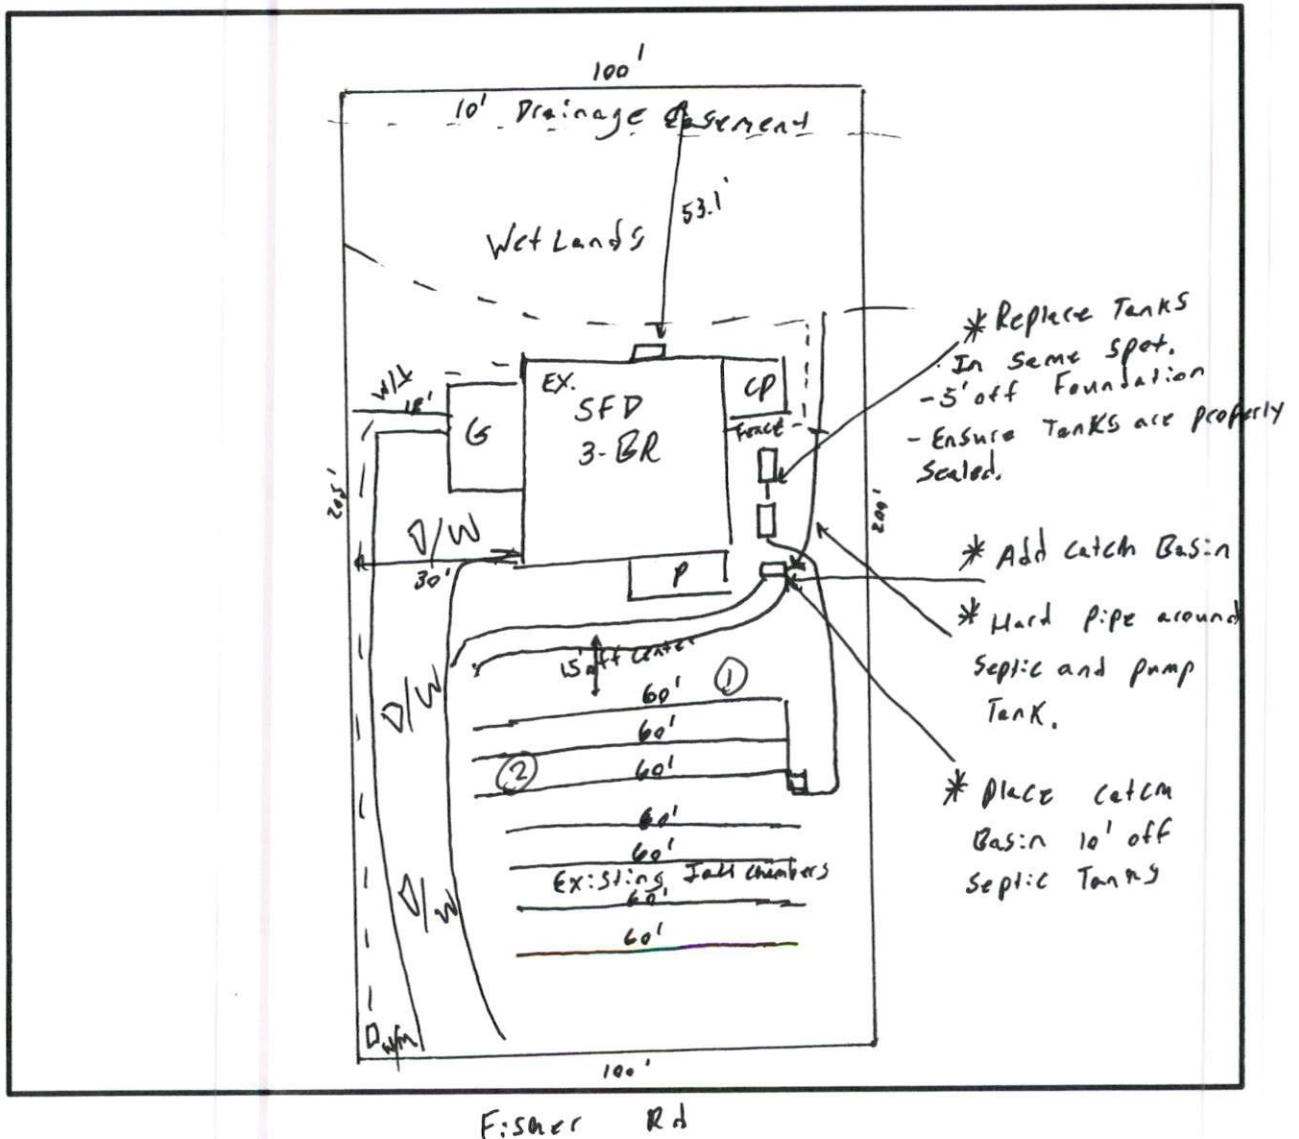 100'
10' Drainage Easement
53.1'
Wetlands
* Replace Tanks
In same spot.
- 5' off Foundation
- Ensure Tanks are properly
Sealed.
EX.
SFD
3-BR
CP
Fence
G
18'
200'
D/W
30'
P
* Add Catch Basin
* Hard pipe around
Septic and pump
Tank.
15' off center
①
60'
60'
②
60'
60'
60'
Existing Chambers
60'
60'
* Place catch
Basin 10' off
Septic Tanks
D/W
D/W
W/M
100'
Fisher Rd